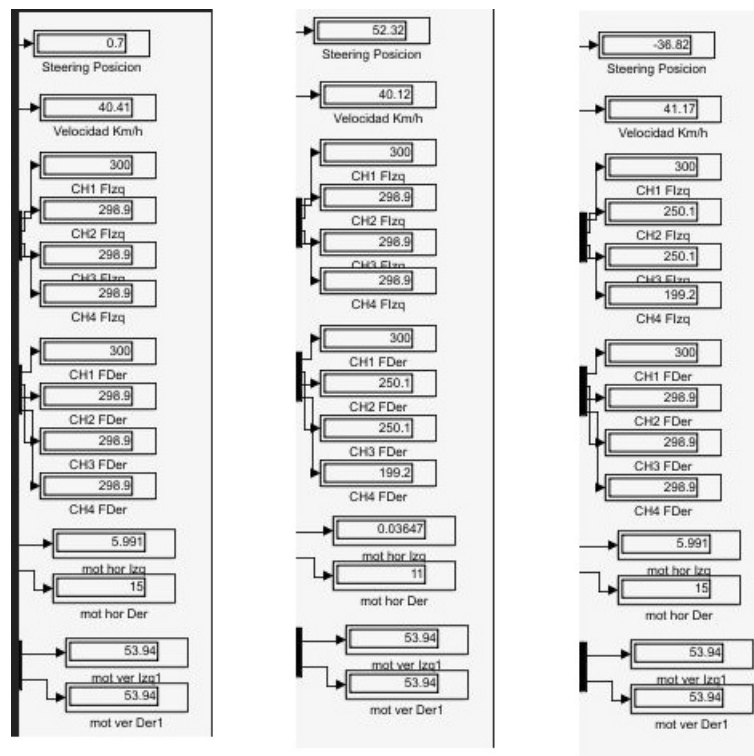 0.7
Steering Posicion
40.41
Velocidad Km/h
300
CH1 FIzq
298.9
CH2 FIzq
298.9
CH3 FIzq
298.9
CH4 FIzq
300
CH1 FDer
298.9
CH2 FDer
298.9
CH3 FDer
298.9
CH4 FDer
5.991
mot hor Izq
15
mot hor Der
53.94
mot ver Izq1
53.94
mot ver Der1
52.32
Steering Posicion
40.12
Velocidad Km/h
300
CH1 FIzq
298.9
CH2 FIzq
298.9
CH3 FIzq
298.9
CH4 FIzq
300
CH1 FDer
250.1
CH2 FDer
250.1
CH3 FDer
199.2
CH4 FDer
0.03647
mot hor Izq
11
mot hor Der
53.94
mot ver Izq1
53.94
mot ver Der1
-36.82
Steering Posicion
41.17
Velocidad Km/h
300
CH1 FIzq
250.1
CH2 FIzq
250.1
CH3 FIzq
199.2
CH4 FIzq
300
CH1 FDer
298.9
CH2 FDer
298.9
CH3 FDer
298.9
CH4 FDer
5.991
mot hor Izq
15
mot hor Der
53.94
mot ver Izq1
53.94
mot ver Der1